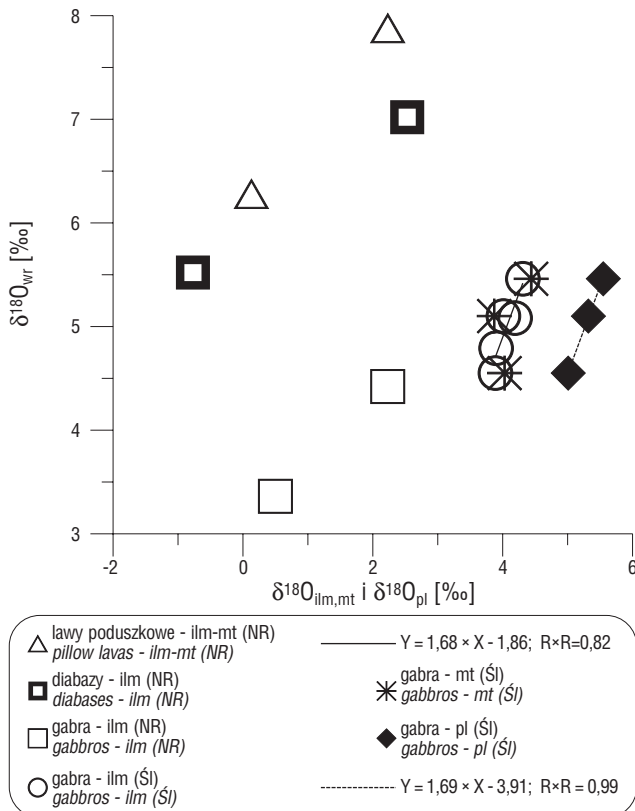 8
7
6
5
4
3
δ¹⁸O_wr [‰]
-2 0 2 4 6
δ¹⁸O_ilm,mt i δ¹⁸O_pl [‰]
lawy poduszkowe - ilm-mt (NR)
pillow lavas - ilm-mt (NR)
diabazy - ilm (NR)
diabases - ilm (NR)
gabra - ilm (NR)
gabbros - ilm (NR)
gabra - ilm (Śl)
gabbros - ilm (Śl)
Y = 1,68 × X - 1,86; R×R=0,82
gabra - mt (Śl)
gabbros - mt (Śl)
gabra - pl (Śl)
gabbros - pl (Śl)
Y = 1,69 × X - 3,91; R×R = 0,99